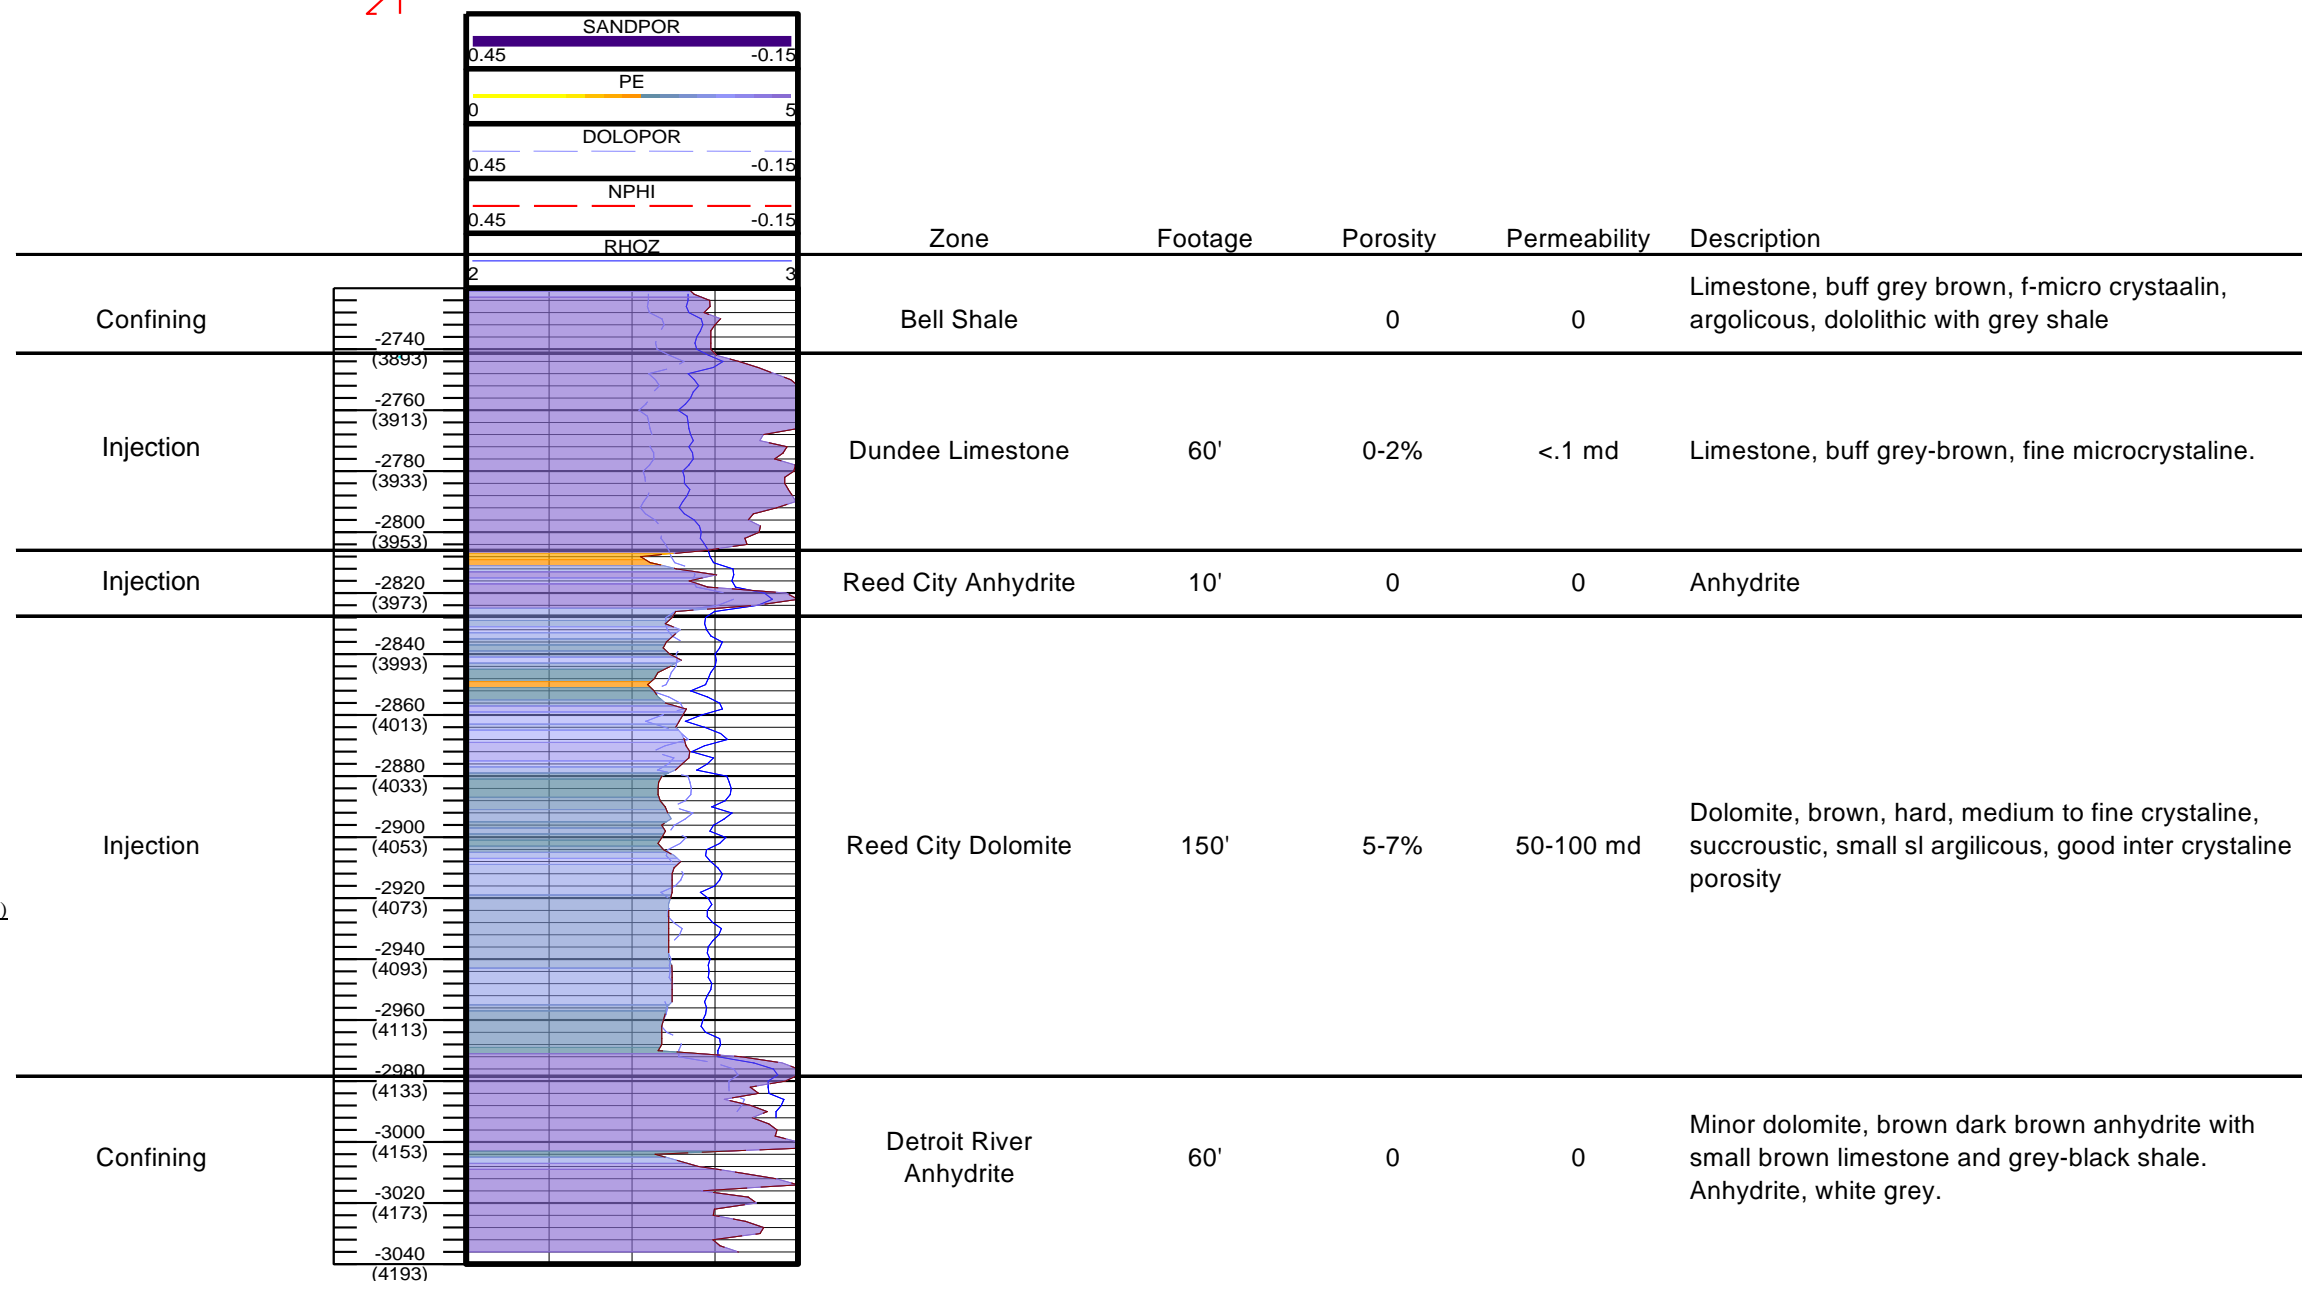 SANDPOR
0.45 -0.15
PE
0 5
DOLOPOR
0.45 -0.15
NPHI
0.45 -0.15
RHOZ
2 3
Zone Footage Porosity Permeability Description
Confining
Bell Shale 0 0
Limestone, buff grey brown, f-micro crystaalin,
argolicous, dololithic with grey shale
-2740
(3893)
-2760
(3913)
Injection
Dundee Limestone 60' 0-2% <.1 md Limestone, buff grey-brown, fine microcrystaline.
-2780
(3933)
-2800
(3953)
Injection
Reed City Anhydrite 10' 0 0 Anhydrite
-2820
(3973)
-2840
(3993)
-2860
(4013)
-2880
(4033)
-2900
(4053)
Injection
Reed City Dolomite 150' 5-7% 50-100 md
Dolomite, brown, hard, medium to fine crystaline,
succroustic, small sl argilicous, good inter crystaline
porosity
-2920
(4073)
)
-2940
(4093)
-2960
(4113)
-2980
(4133)
-3000
(4153)
Confining
Detroit River
Anhydrite
60' 0 0
Minor dolomite, brown dark brown anhydrite with
small brown limestone and grey-black shale.
Anhydrite, white grey.
-3020
(4173)
-3040
(4193)